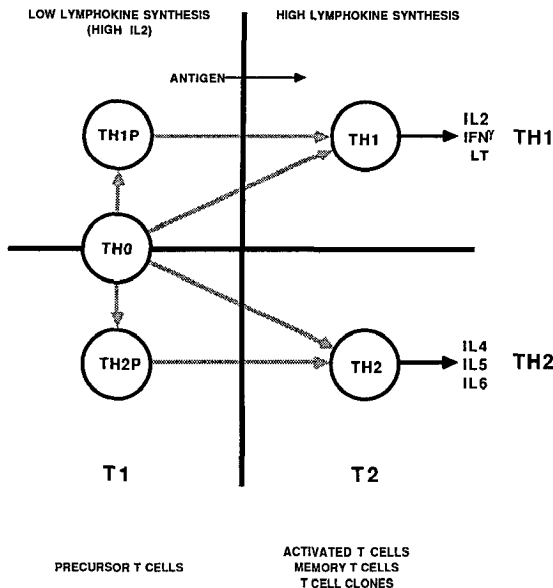 LOW LYMPHOKINE SYNTHESIS
(HIGH IL2)
HIGH LYMPHOKINE SYNTHESIS
ANTIGEN
TH1P
TH1
IL2
IFNγ
LT
TH1
TH0
TH2P
TH2
IL4
IL5
IL6
TH2
T1
T2
PRECURSOR T CELLS
ACTIVATED T CELLS
MEMORY T CELLS
T CELL CLONES